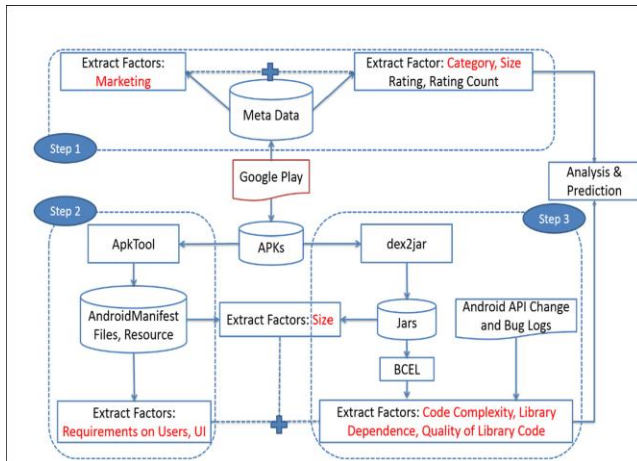 Extract Factors:
Marketing
Extract Factor: Category, Size
Rating, Rating Count
Meta Data
Step 1
Google Play
Analysis &
Prediction
Step 2
Step 3
ApkTool
APKs
dex2jar
AndroidManifest
Files, Resource
Extract Factors: Size
Jars
Android API Change
and Bug Logs
BCEL
Extract Factors:
Requirements on Users, UI
Extract Factors: Code Complexity, Library
Dependence, Quality of Library Code